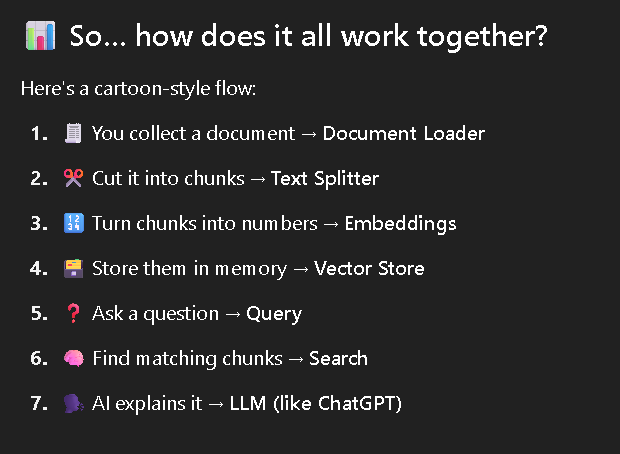 📊 So... how does it all work together?
Here's a cartoon-style flow:
1. 🧾 You collect a document → Document Loader
2. ✂️ Cut it into chunks → Text Splitter
3. 🔢 Turn chunks into numbers → Embeddings
4. 🗃️ Store them in memory → Vector Store
5. ❓ Ask a question → Query
6. 🧠 Find matching chunks → Search
7. 🗣️ AI explains it → LLM (like ChatGPT)